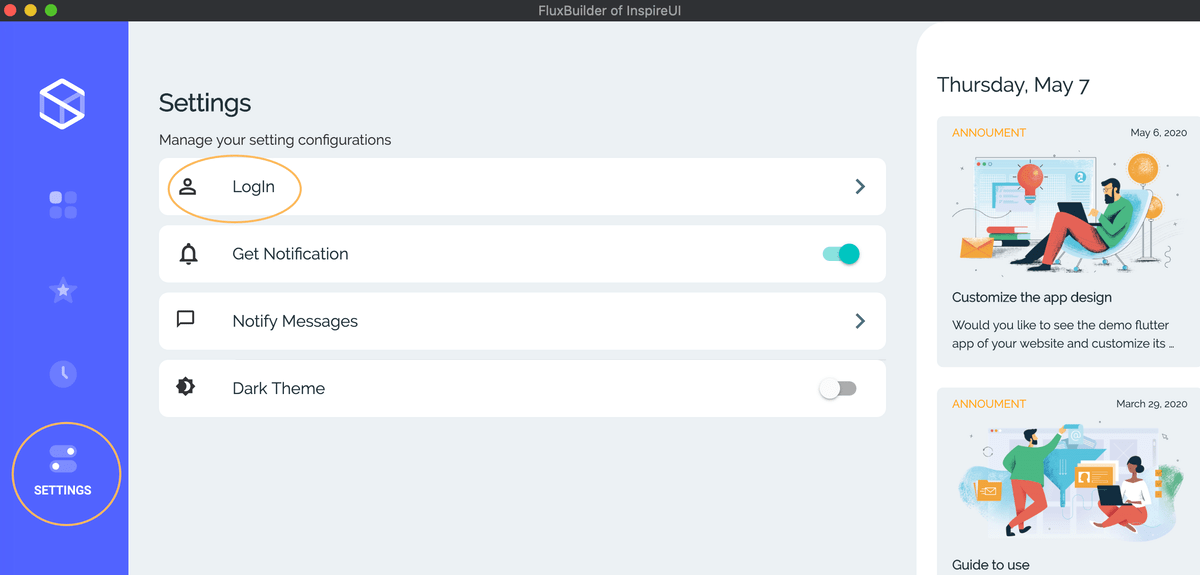 FluxBuilder of InspireUI
SETTINGS
Settings
Manage your setting configurations
LogIn
Get Notification
Notify Messages
Dark Theme
Thursday, May 7
ANNOUMENT
May 6, 2020
Customize the app design
Would you like to see the demo flutter
app of your website and customize its ...
ANNOUMENT
March 29, 2020
Guide to use